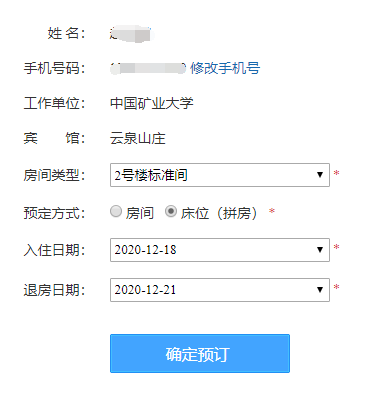 姓 名：
手机号码： 修改手机号
工作单位： 中国矿业大学
宾 馆： 云泉山庄
房间类型： 2号楼标准间 ▼ *
预定方式： 房间 床位（拼房） *
入住日期： 2020-12-18 ▼ *
退房日期： 2020-12-21 ▼ *
确定预订